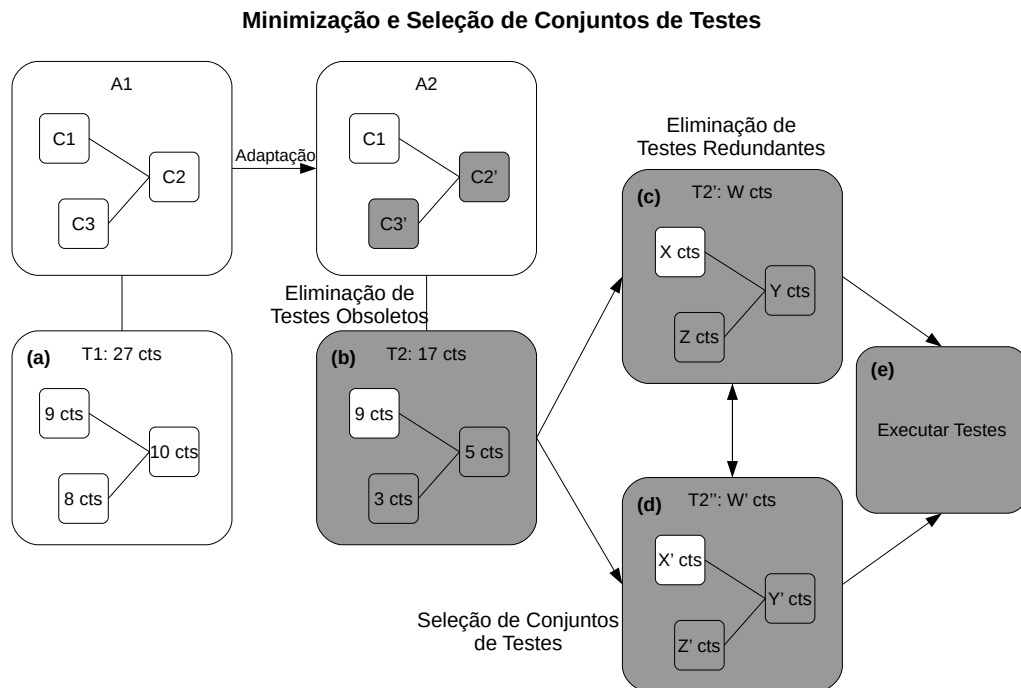 Minimização e Seleção de Conjuntos de Testes
A1
C1
C2
C3
Adaptação
A2
C1
C2'
C3'
Eliminação de
Testes Obsoletos
(a)
T1: 27 cts
9 cts
10 cts
8 cts
(b)
T2: 17 cts
9 cts
5 cts
3 cts
Eliminação de
Testes Redundantes
(c)
T2': W cts
X cts
Y cts
Z cts
Seleção de Conjuntos
de Testes
(d)
T2'': W' cts
X' cts
Y' cts
Z' cts
(e)
Executar Testes